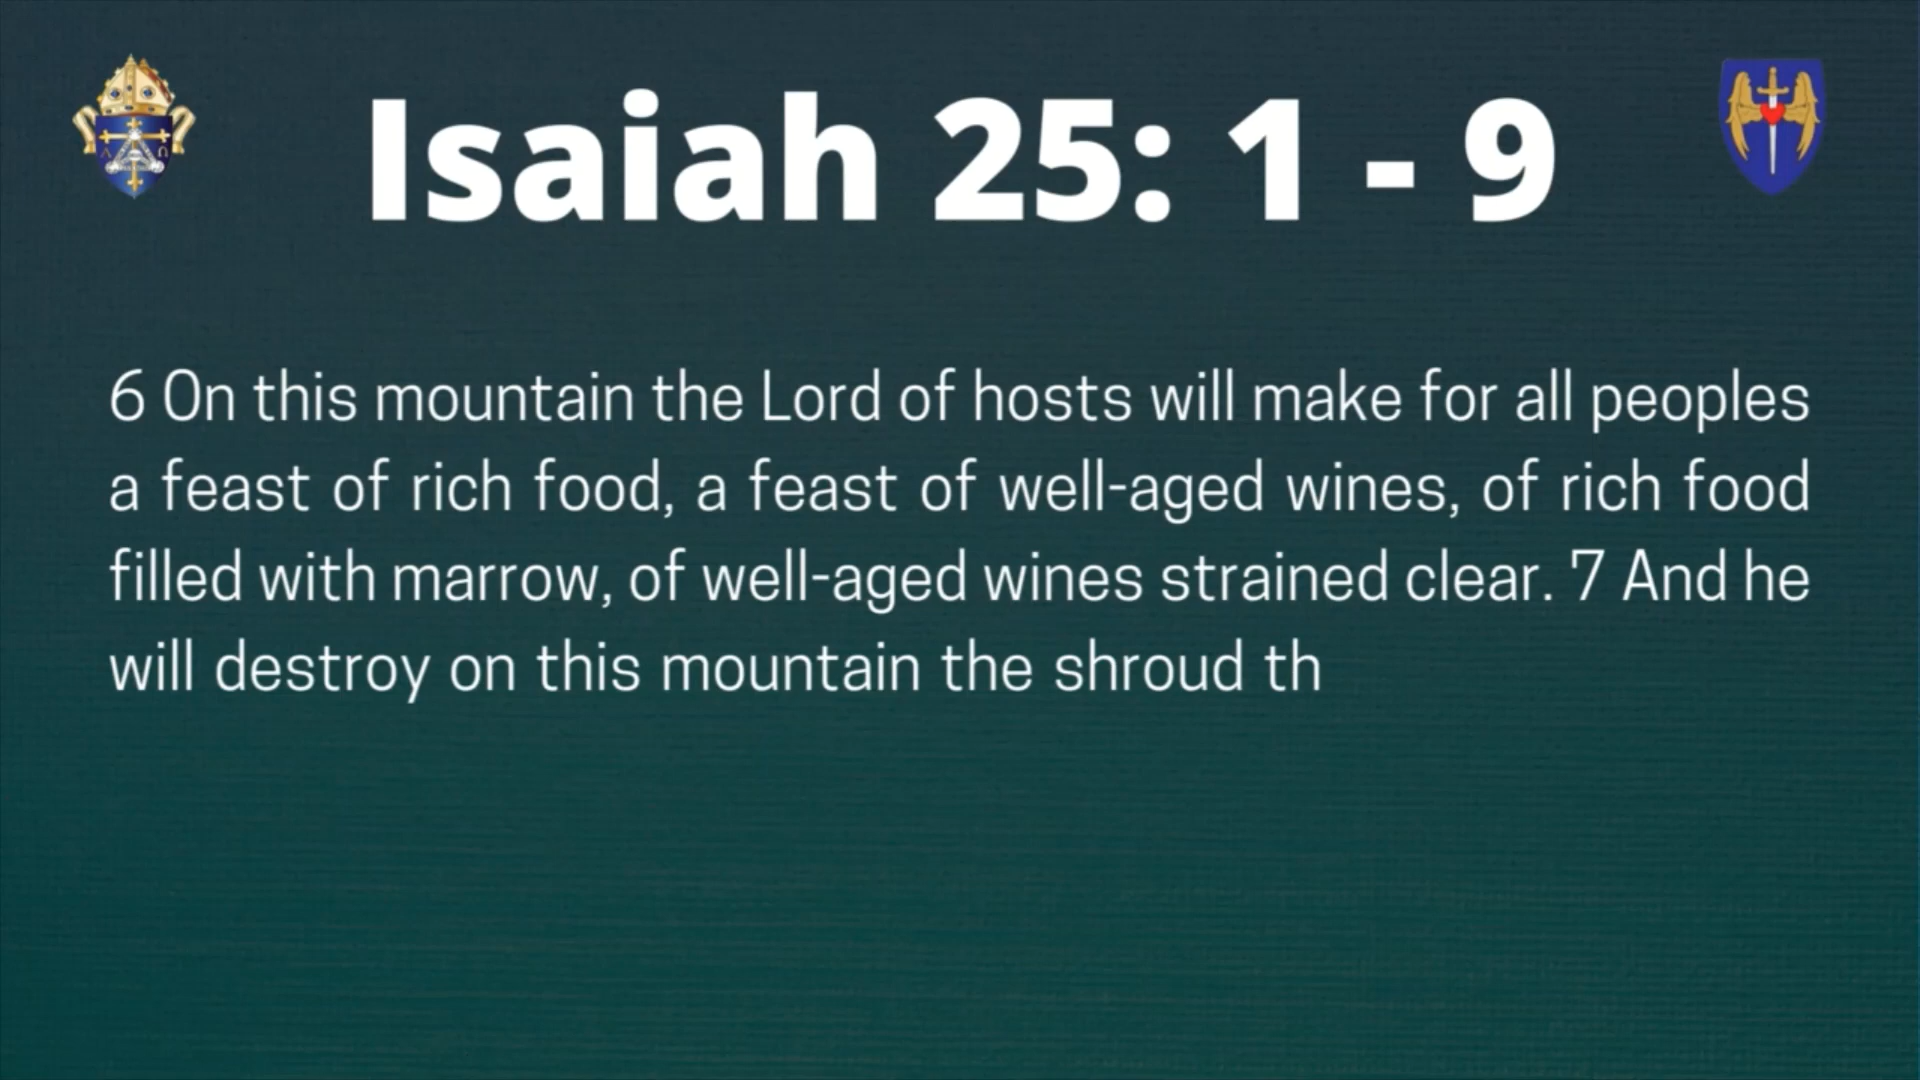 Isaiah 25: 1 - 9
6 On this mountain the Lord of hosts will make for all peoples
a feast of rich food, a feast of well-aged wines, of rich food
filled with marrow, of well-aged wines strained clear. 7 And he
will destroy on this mountain the shroud th